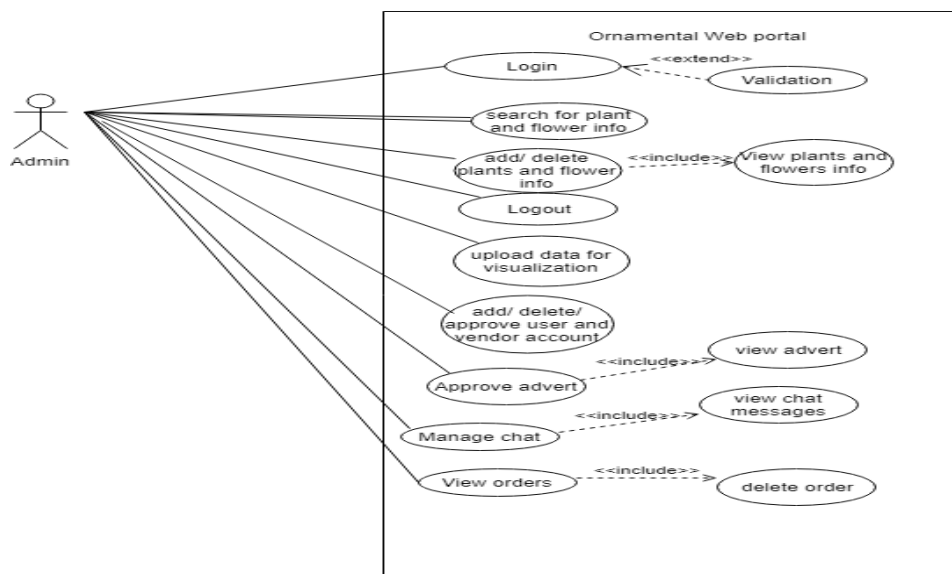 Ornamental Web portal
Login
<<extend>>
Validation
Admin
search for plant
and flower info
add/ delete
plants and flower
info
<<include>>
View plants and
flowers info
Logout
upload data for
visualization
add/ delete/
approve user and
vendor account
Approve advert
<<include>>
view advert
Manage chat
<<include>>
view chat
messages
View orders
<<include>>
delete order